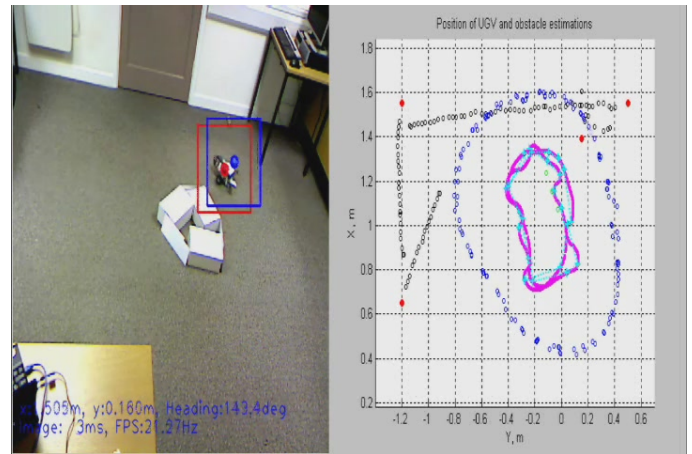 x:1.505m, y:0.160m, Heading:143.4deg
Image: 3ms, FPS:21.27Hz
Position of UGV and obstacle estimations
X, m
1.8
1.6
1.4
1.2
1
0.8
0.6
0.4
0.2
-1.2 -1 -0.8 -0.6 -0.4 -0.2 0 0.2 0.4 0.6
Y, m